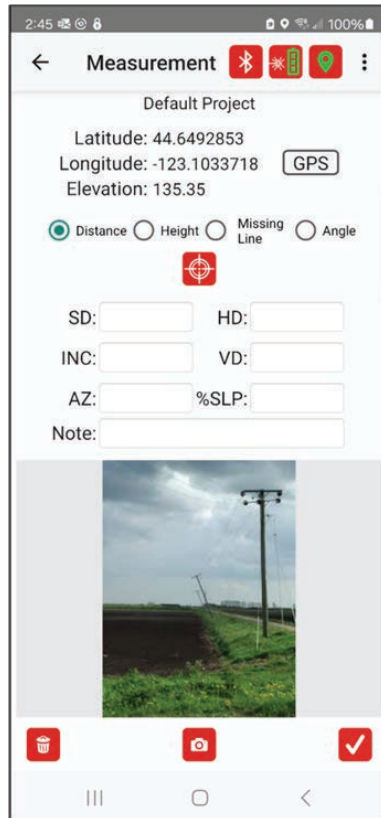 2:45 100%
Measurement
Default Project
Latitude: 44.6492853
Longitude: -123.1033718 GPS
Elevation: 135.35
Distance Height Missing Line Angle
SD: HD:
INC: VD:
AZ: %SLP:
Note: